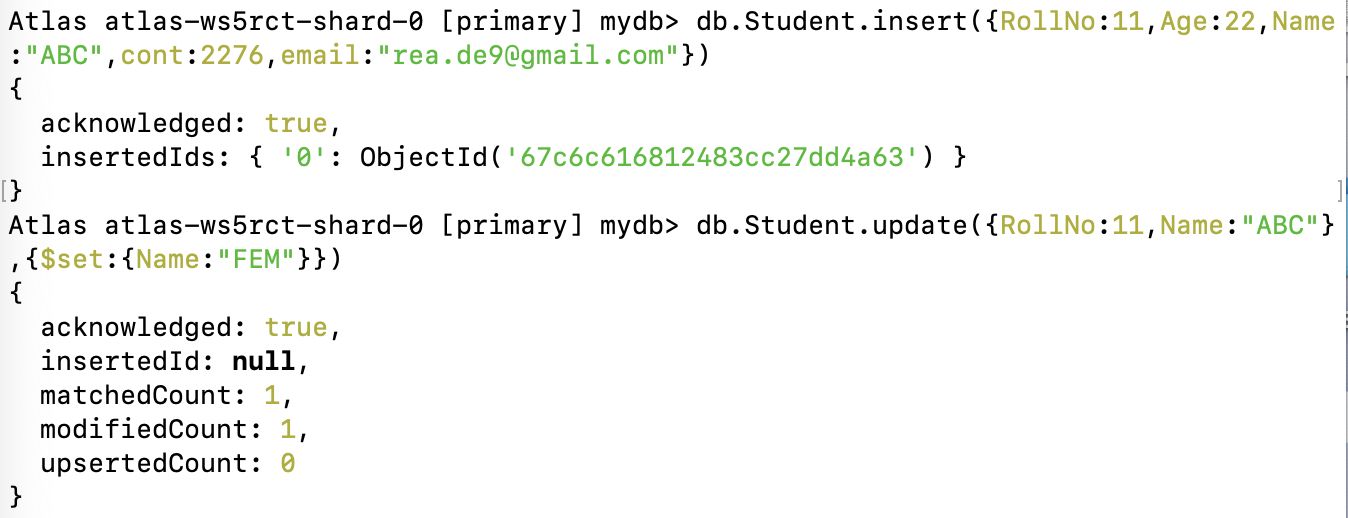 Atlas atlas-ws5rct-shard-0 [primary] mydb> db.Student.insert({RollNo:11,Age:22,Name
:"ABC",cont:2276,email:"rea.de9@gmail.com"})
{
  acknowledged: true,
  insertedIds: { '0': ObjectId('67c6c616812483cc27dd4a63') }
[}                                                                                   ]
Atlas atlas-ws5rct-shard-0 [primary] mydb> db.Student.update({RollNo:11,Name:"ABC"}
,{$set:{Name:"FEM"}})
{
  acknowledged: true,
  insertedId: null,
  matchedCount: 1,
  modifiedCount: 1,
  upsertedCount: 0
}